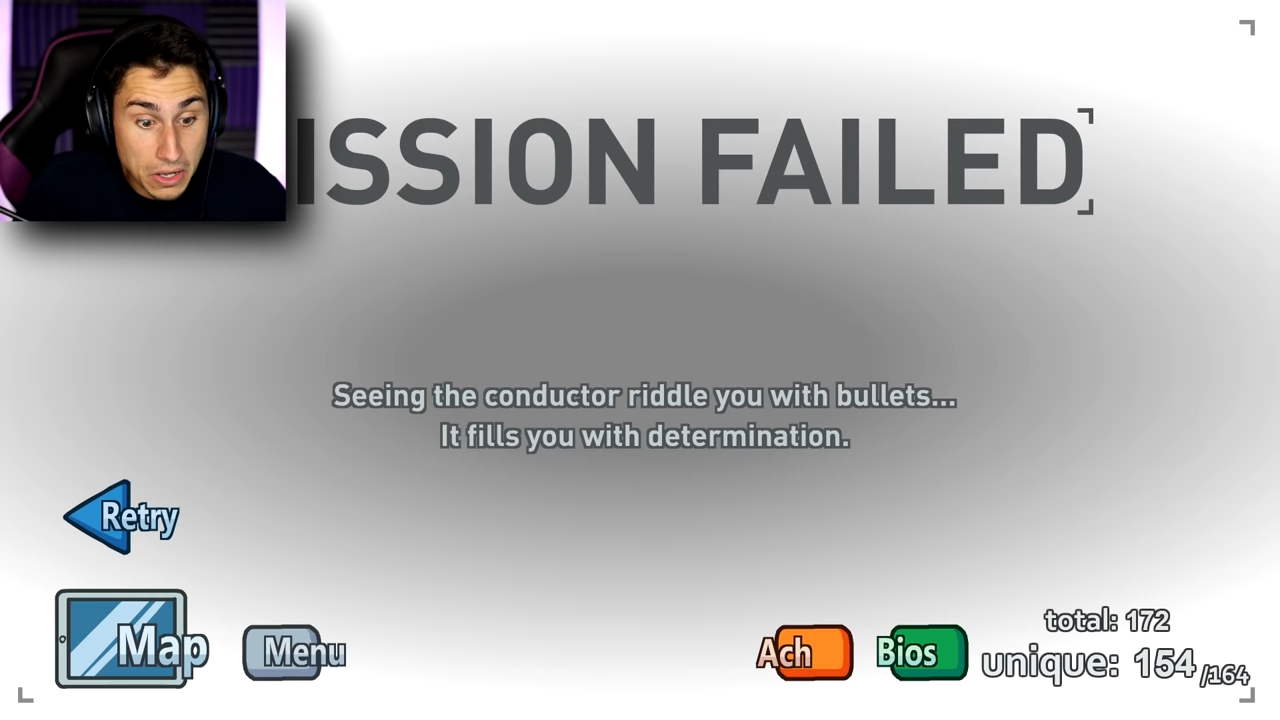 ISSION FAILED
Seeing the conductor riddle you with bullets...
It fills you with determination.
Retry
Map
Menu
Ach
Bios
total: 172
unique: 154/164